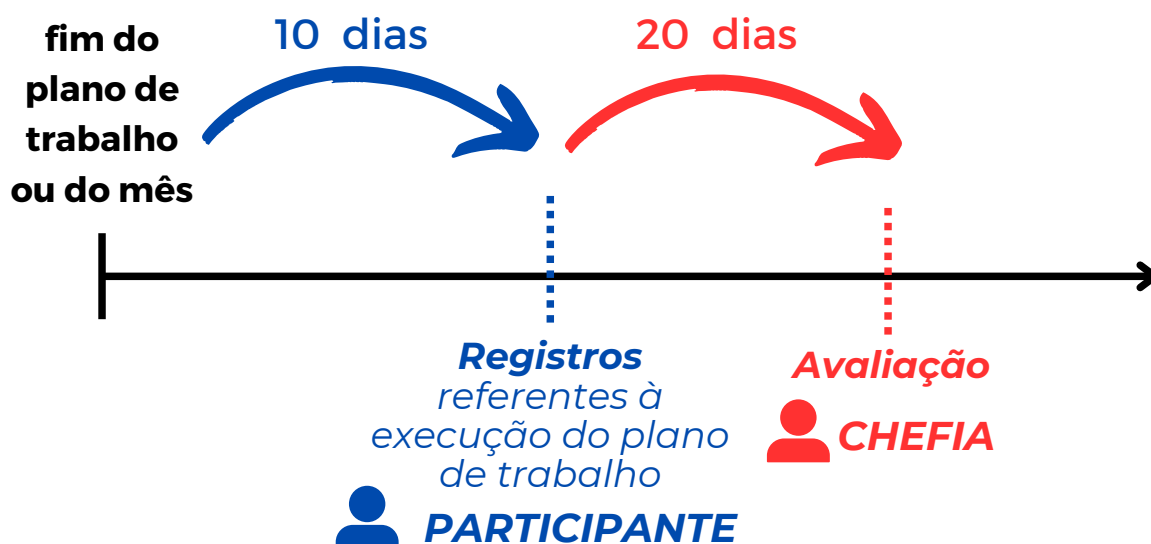 fim do
plano de
trabalho
ou do mês
10 dias
20 dias
Registros
referentes à
execução do plano
de trabalho
PARTICIPANTE
Avaliação
CHEFIA